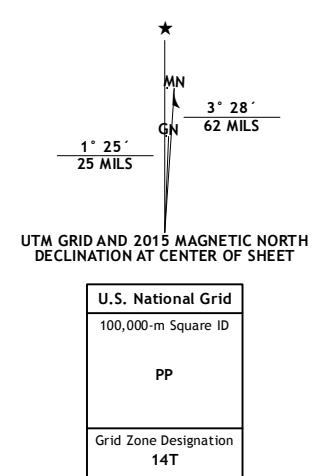 MN
3° 28´
62 MILS
GN
1° 25´
25 MILS
UTM GRID AND 2015 MAGNETIC NORTH
DECLINATION AT CENTER OF SHEET
U.S. National Grid
100,000-m Square ID
PP
Grid Zone Designation
14T